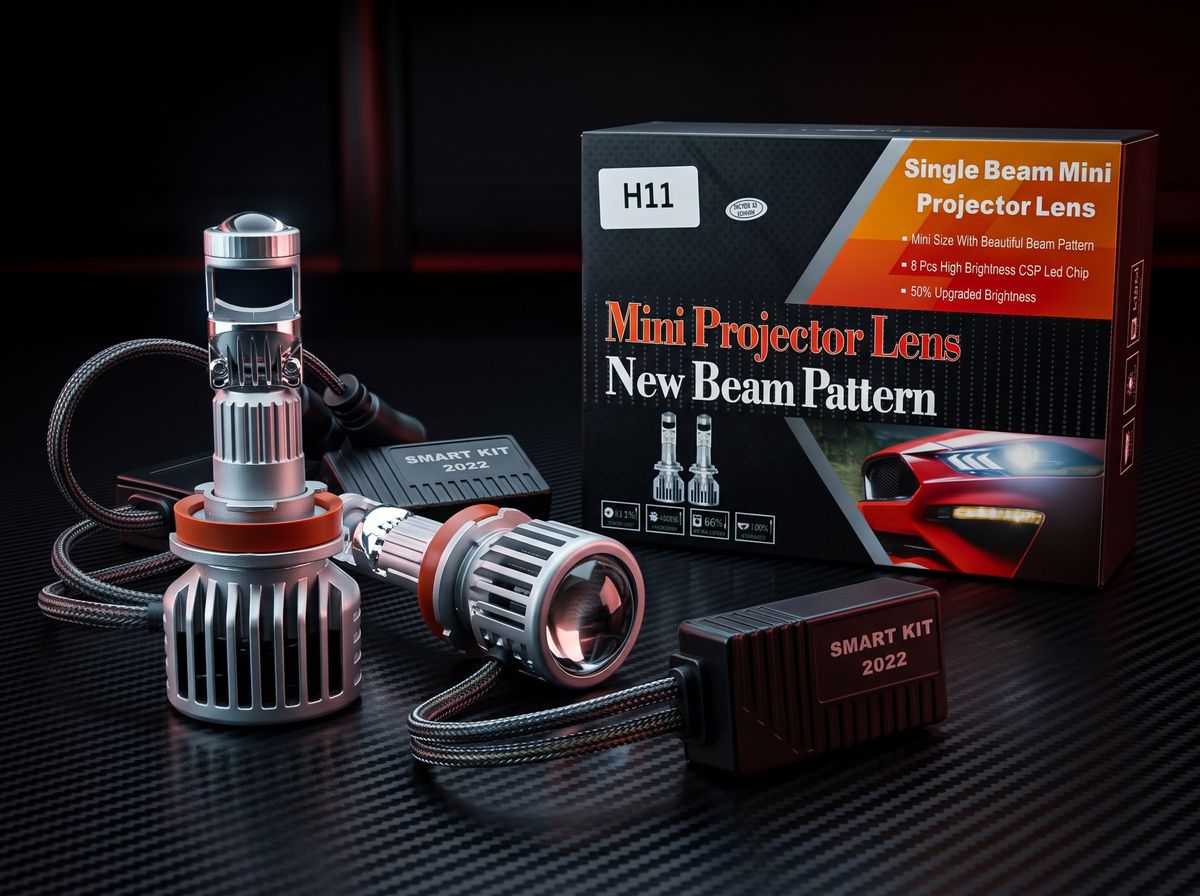 H11
Single Beam Mini
Projector Lens
Mini Size With Beautiful Beam Pattern
8 Pcs High Brightness CSP Led Chip
50% Upgraded Brightness
Mini Projector Lens
New Beam Pattern
66%
SMART KIT
2022
SMART KIT
2022